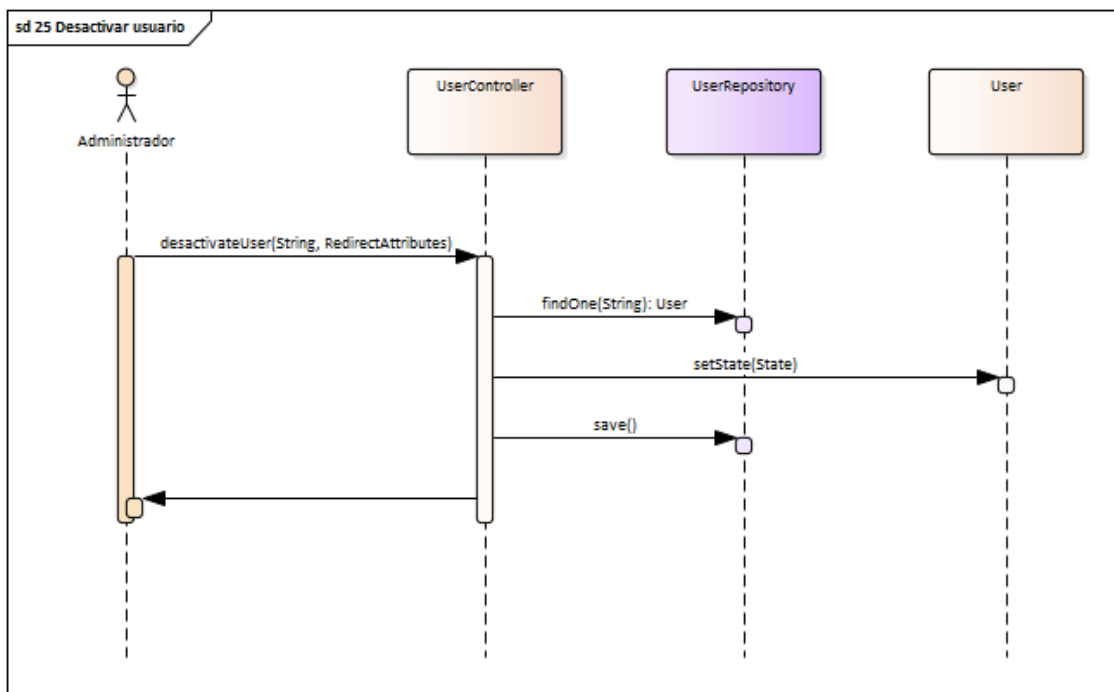 sd 25 Desactivar usuario
UserController
UserRepository
User
Administrador
desactivateUser(String, RedirectAttributes)
findOne(String): User
setState(State)
save()